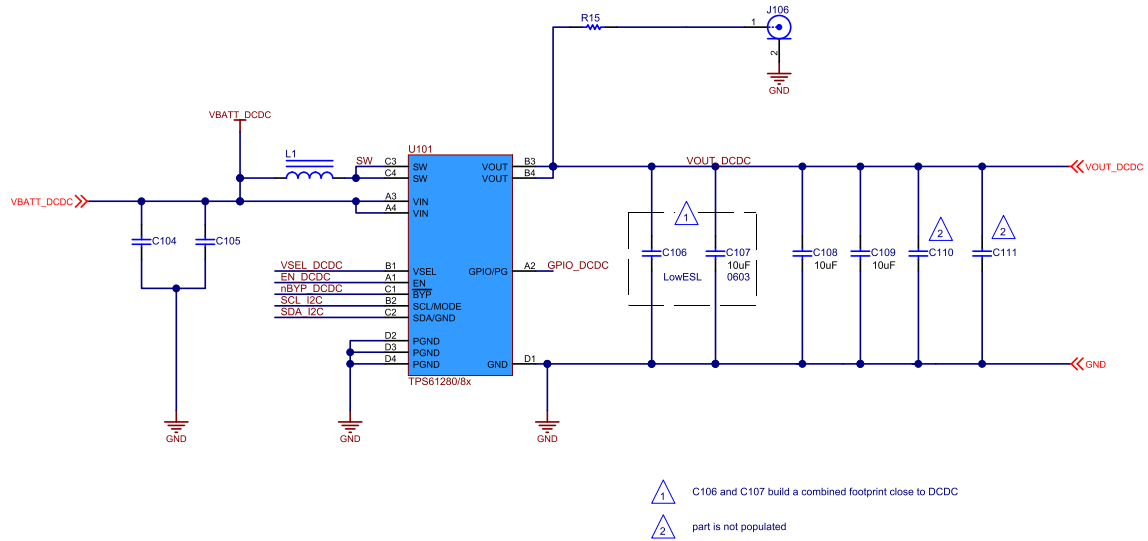 R15
J106
1
2
GND
VBATT_DCDC
L1
SW
U101
C3 SW VOUT B3
C4 SW VOUT B4
VOUT_DCDC
VOUT_DCDC
VBATT_DCDC
A3 VIN
A4 VIN
C104
C105
1
C106
C107
10uF
0603
LowESL
C108
10uF
C109
10uF
2
C110
2
C111
VSEL_DCDC B1 VSEL GPIO/PG A2 GPIO_DCDC
EN_DCDC A1 EN
nBYP_DCDC C1 BYP
SCL_I2C B2 SCL/MODE
SDA_I2C C2 SDA/GND
D2 PGND
D3 PGND
D4 PGND GND D1
GND
TPS61280/8x
GND
GND
GND
1 C106 and C107 build a combined footprint close to DCDC
2 part is not populated